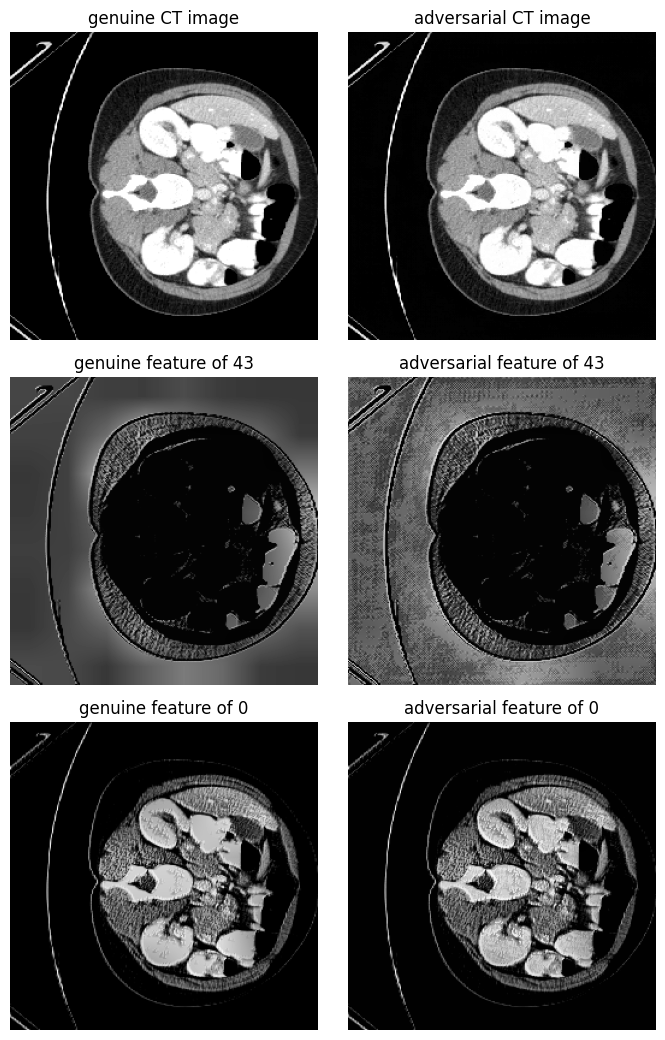 genuine CT image
adversarial CT image
genuine feature of 43
adversarial feature of 43
genuine feature of 0
adversarial feature of 0